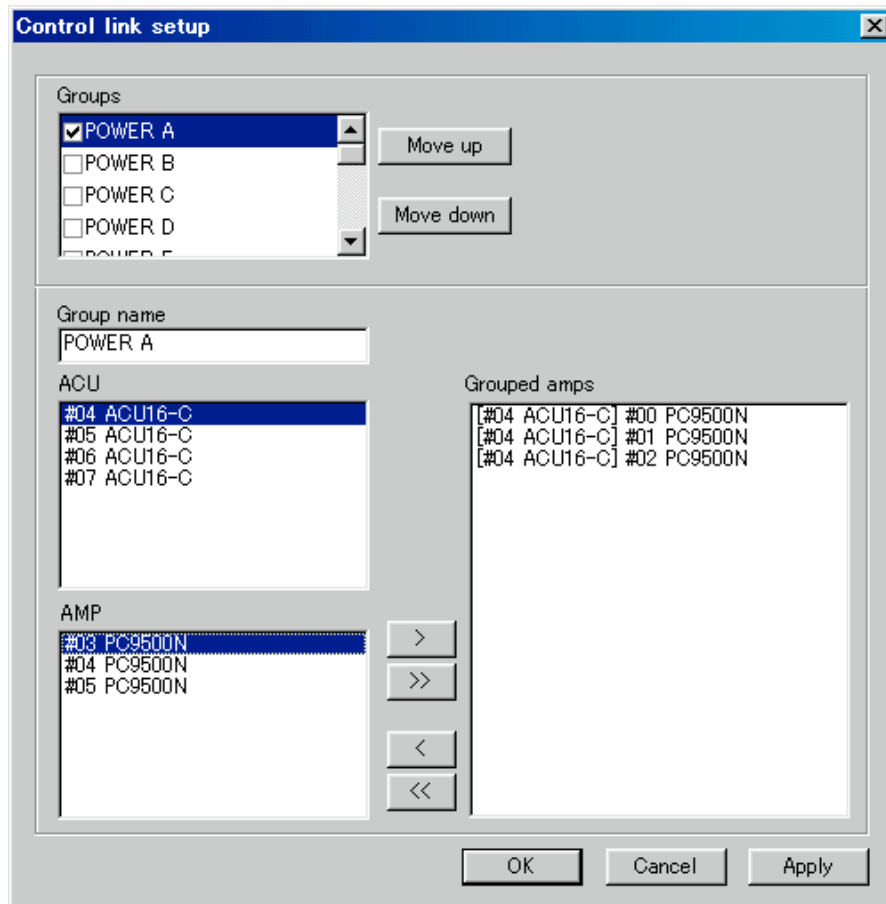 Control link setup
Groups
POWER A
POWER B
POWER C
POWER D
Move up
Move down
Group name
POWER A
ACU
#04 ACU16-C
#05 ACU16-C
#06 ACU16-C
#07 ACU16-C
Grouped amps
[#04 ACU16-C] #00 PC9500N
[#04 ACU16-C] #01 PC9500N
[#04 ACU16-C] #02 PC9500N
AMP
#03 PC9500N
#04 PC9500N
#05 PC9500N
>
>>
<
<<
OK
Cancel
Apply